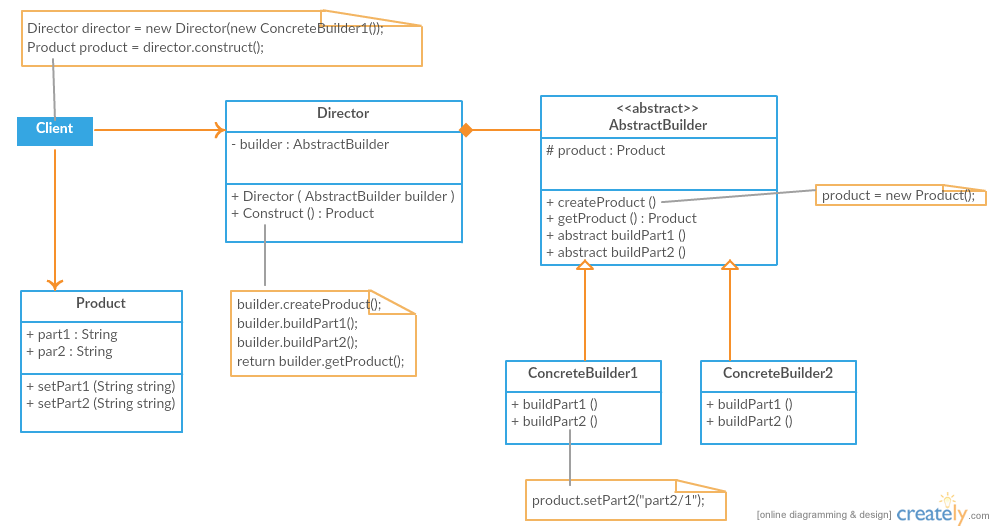 Director director = new Director(new ConcreteBuilder1());
Product product = director.construct();
Client
Director
- builder : AbstractBuilder
+ Director ( AbstractBuilder builder )
+ Construct () : Product
<<abstract>>
AbstractBuilder
# product : Product
+ createProduct ()
+ getProduct () : Product
+ abstract buildPart1 ()
+ abstract buildPart2 ()
product = new Product();
Product
+ part1 : String
+ par2 : String
+ setPart1 (String string)
+ setPart2 (String string)
builder.createProduct();
builder.buildPart1();
builder.buildPart2();
return builder.getProduct();
ConcreteBuilder1
+ buildPart1 ()
+ buildPart2 ()
ConcreteBuilder2
+ buildPart1 ()
+ buildPart2 ()
product.setPart2("part2/1");
[online diagramming & design] creately.com